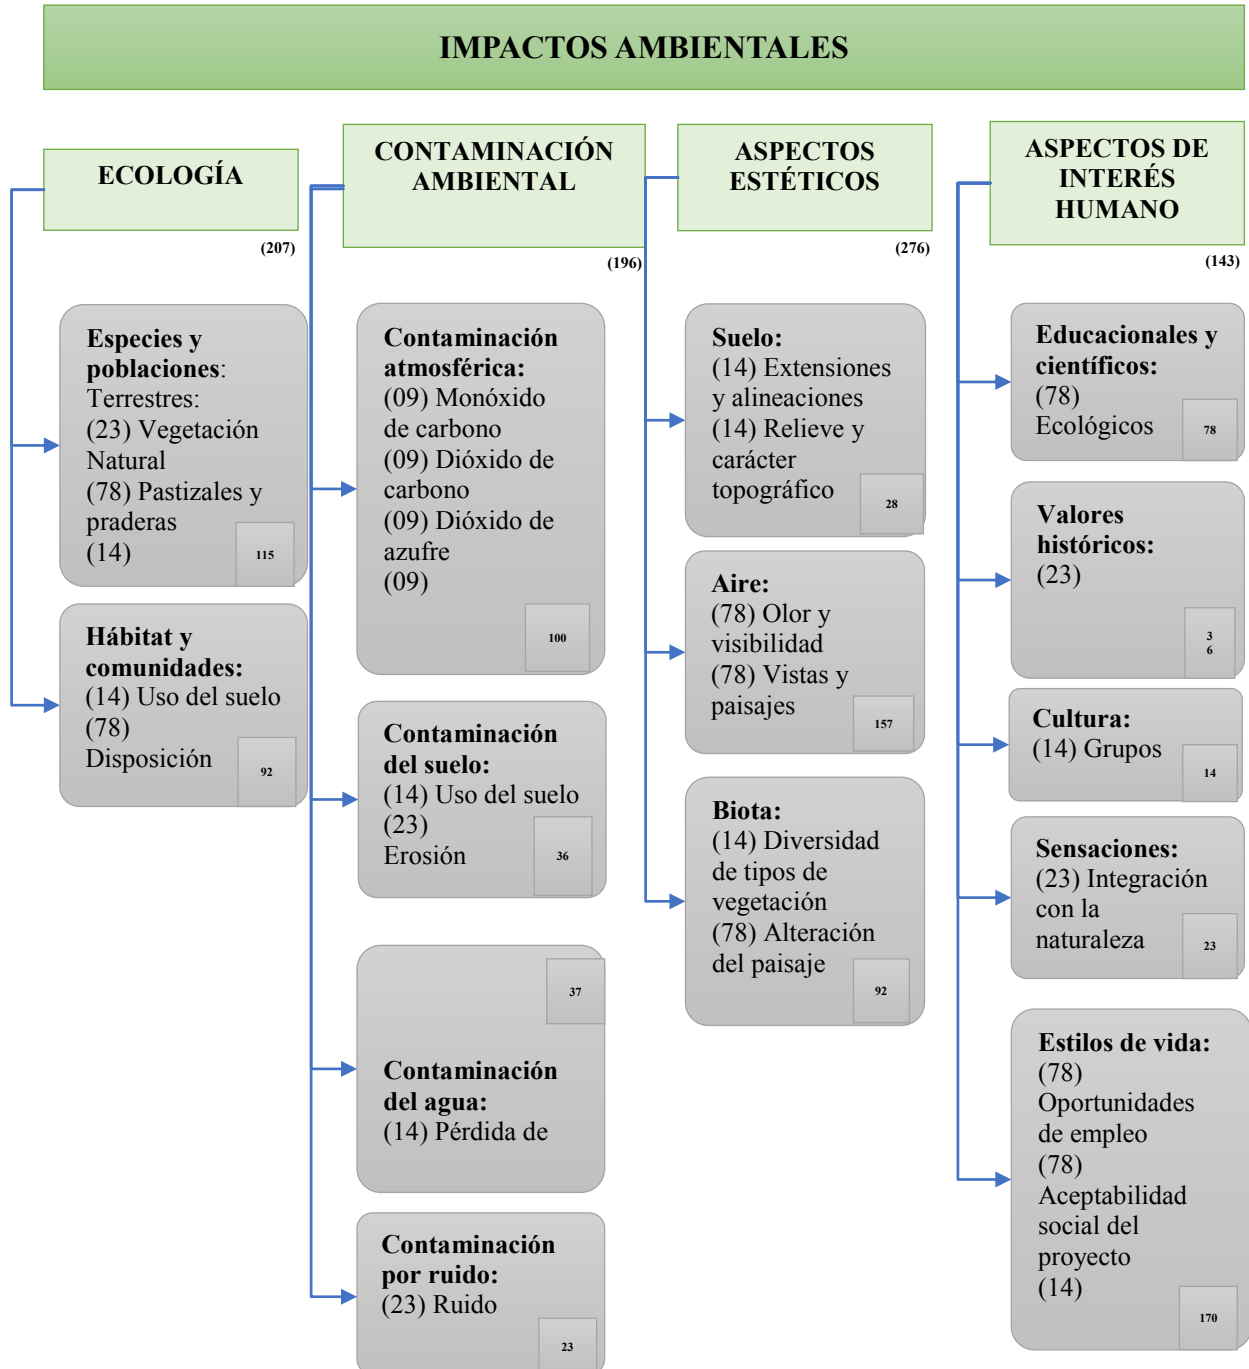 IMPACTOS AMBIENTALES
ECOLOGÍA
(207)
Especies y
poblaciones:
Terrestres:
(23) Vegetación
Natural
(78) Pastizales y
praderas
(14)
115
Hábitat y
comunidades:
(14) Uso del suelo
(78)
Disposición
92
CONTAMINACIÓN
AMBIENTAL
(196)
Contaminación
atmosférica:
(09) Monóxido
de carbono
(09) Dióxido de
carbono
(09) Dióxido de
azufre
(09)
100
Contaminación
del suelo:
(14) Uso del suelo
(23)
Erosión
36
37
Contaminación
del agua:
(14) Pérdida de
Contaminación
por ruido:
(23) Ruido
23
ASPECTOS
ESTÉTICOS
(276)
Suelo:
(14) Extensiones
y alineaciones
(14) Relieve y
carácter
topográfico
28
Aire:
(78) Olor y
visibilidad
(78) Vistas y
paisajes
157
Biota:
(14) Diversidad
de tipos de
vegetación
(78) Alteración
del paisaje
92
ASPECTOS DE
INTERÉS
HUMANO
(143)
Educacionales y
científicos:
(78)
Ecológicos
78
Valores
históricos:
(23)
3
6
Cultura:
(14) Grupos
14
Sensaciones:
(23) Integración
con la
naturaleza
23
Estilos de vida:
(78)
Oportunidades
de empleo
(78)
Aceptabilidad
social del
proyecto
(14)
170